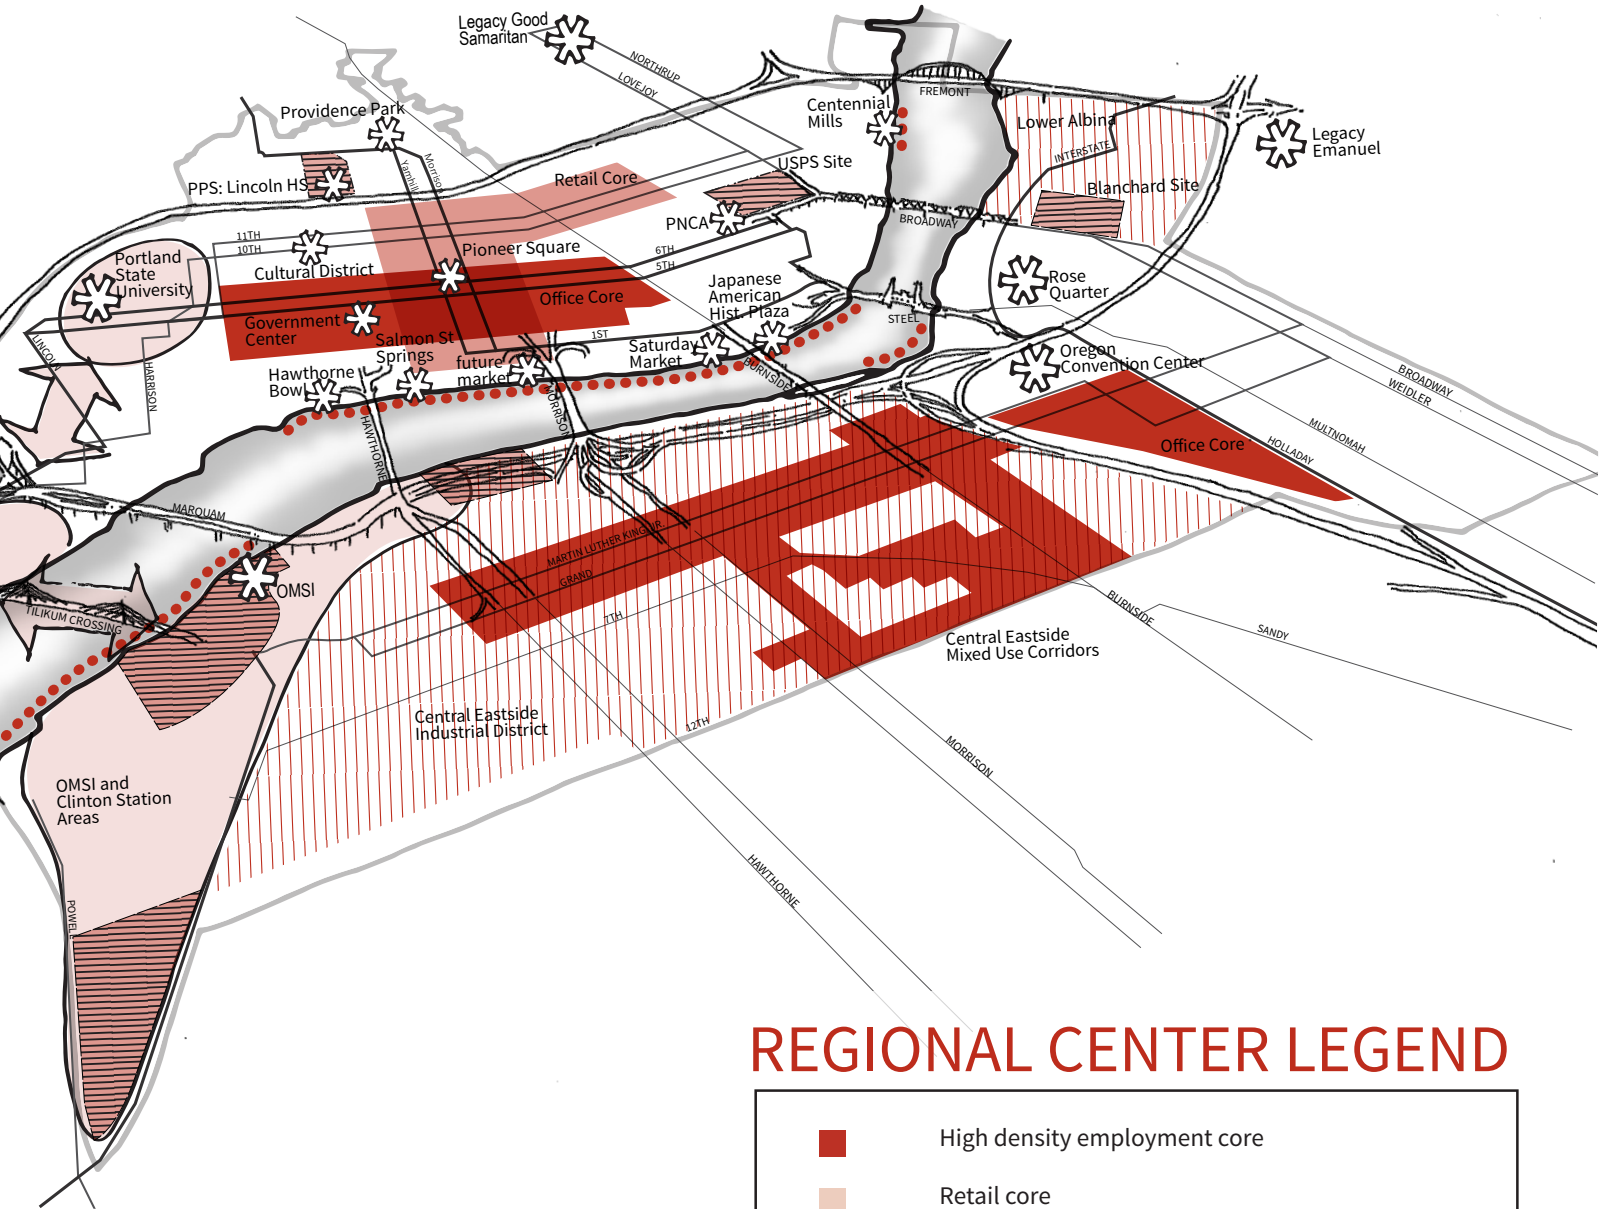 Legacy Good
Samaritan
NORTHRUP
LOVEJOY
Providence Park
Centennial
Mills
FREMONT
Lower Albina
Legacy
Emanuel
INTERSTATE
USPS Site
Yamhill
Morrison
Retail Core
PPS: Lincoln HS
Blanchard Site
PNCA
BROADWAY
11TH
10TH
Pioneer Square
6TH
5TH
Portland
State
University
Cultural District
Japanese
American
Hist. Plaza
Rose
Quarter
Office Core
Government
Center
STEEL
Salmon St
Springs
1ST
Saturday
Market
LINCOLN
HARRISON
future
market
Hawthorne
Bowl
BURNSIDE
Oregon
Convention Center
BROADWAY
WEIDLER
MULTNOMAH
HOLLADAY
Office Core
MORRISON
HAWTHORNE
MARQUAM
MARTIN LUTHER KING JR.
GRAND
7TH
OMSI
TILIKUM CROSSING
BURNSIDE
SANDY
Central Eastside
Mixed Use Corridors
Central Eastside
Industrial District
12TH
MORRISON
OMSI and
Clinton Station
Areas
HAWTHORNE
POWELL
REGIONAL CENTER LEGEND
High density employment core
Retail core